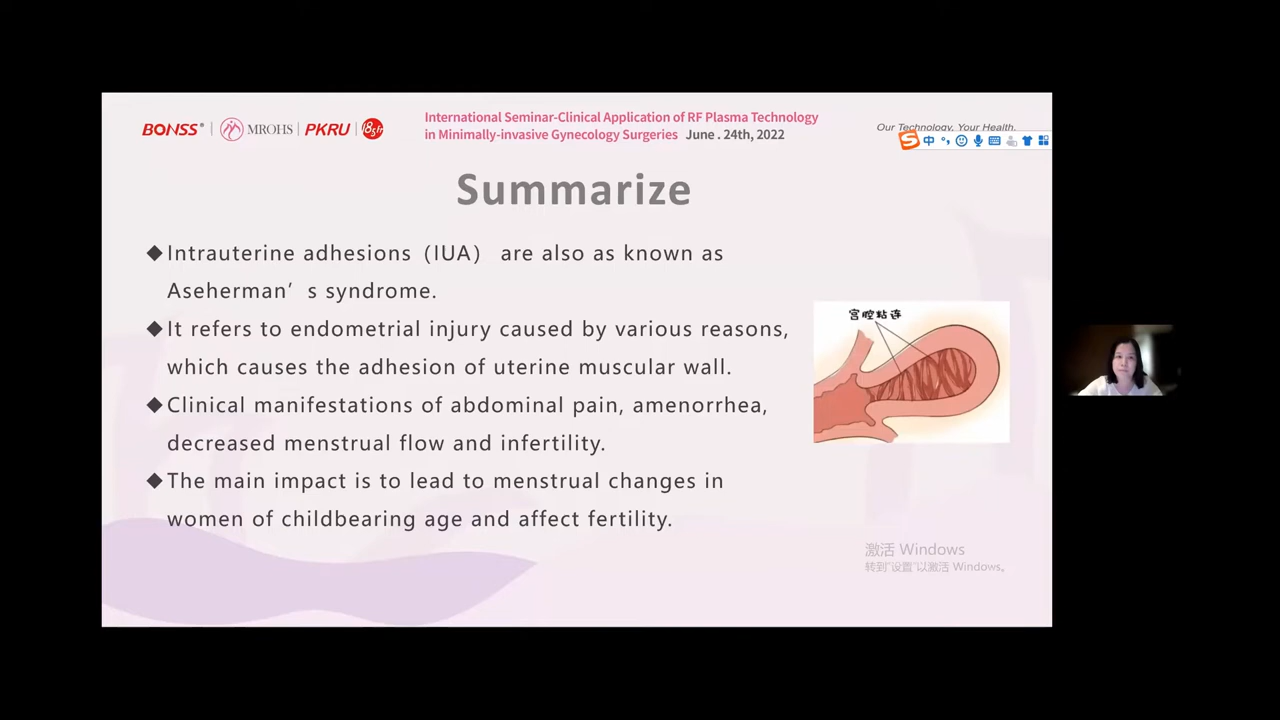 BONSS® | MROHS | PKRU | 185th
International Seminar-Clinical Application of RF Plasma Technology
in Minimally-invasive Gynecology Surgeries June . 24th, 2022
Our Technology, Your Health.
中
Summarize
◆Intrauterine adhesions（IUA） are also as known as
Aseherman’s syndrome.
◆It refers to endometrial injury caused by various reasons,
which causes the adhesion of uterine muscular wall.
◆Clinical manifestations of abdominal pain, amenorrhea,
decreased menstrual flow and infertility.
◆The main impact is to lead to menstrual changes in
women of childbearing age and affect fertility.
宫腔粘连
激活 Windows
转到"设置"以激活 Windows。